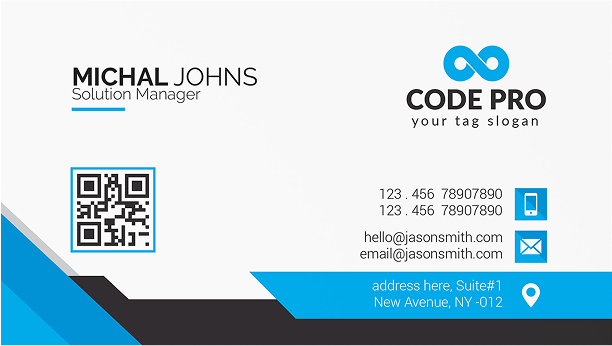 MICHAL JOHNS
Solution Manager
CODE PRO
your tag slogan
123 . 456 78907890
123 . 456 78907890
hello@jasonsmith.com
email@jasonsmith.com
address here, Suite#1
New Avenue, NY -012